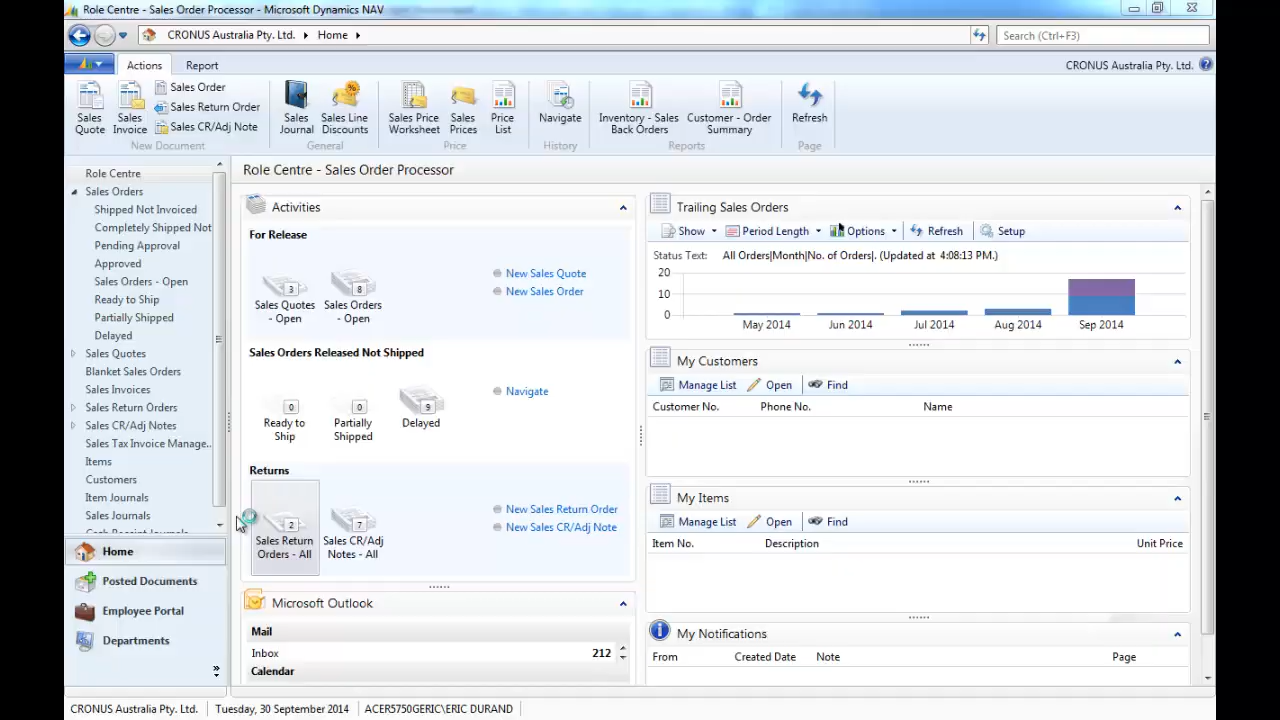 Role Centre - Sales Order Processor - Microsoft Dynamics NAV
CRONUS Australia Pty. Ltd. Home
Search (Ctrl+F3)
Actions Report
CRONUS Australia Pty. Ltd.
Sales Quote
Sales Invoice
Sales Order
Sales Return Order
Sales CR/Adj Note
New Document
Sales Journal
Sales Line Discounts
General
Sales Price Worksheet
Sales Prices
Price List
Price
Navigate
History
Inventory - Sales Back Orders
Customer - Order Summary
Reports
Refresh
Page
Role Centre
Sales Orders
Shipped Not Invoiced
Completely Shipped Not
Pending Approval
Approved
Sales Orders - Open
Ready to Ship
Partially Shipped
Delayed
Sales Quotes
Blanket Sales Orders
Sales Invoices
Sales Return Orders
Sales CR/Adj Notes
Sales Tax Invoice Manage..
Items
Customers
Item Journals
Sales Journals
Cash Receipt Journals
Home
Posted Documents
Employee Portal
Departments
Role Centre - Sales Order Processor
Activities
For Release
3
Sales Quotes - Open
8
Sales Orders - Open
New Sales Quote
New Sales Order
Sales Orders Released Not Shipped
0
Ready to Ship
0
Partially Shipped
9
Delayed
Navigate
Returns
2
Sales Return Orders - All
7
Sales CR/Adj Notes - All
New Sales Return Order
New Sales CR/Adj Note
Microsoft Outlook
Mail
Inbox 212
Calendar
Trailing Sales Orders
Show Period Length Options Refresh Setup
Status Text: All Orders|Month|No. of Orders|. (Updated at 4:08:13 PM.)
20
10
0
May 2014 Jun 2014 Jul 2014 Aug 2014 Sep 2014
My Customers
Manage List Open Find
Customer No. Phone No. Name
My Items
Manage List Open Find
Item No. Description Unit Price
My Notifications
From Created Date Note Page
CRONUS Australia Pty. Ltd. Tuesday, 30 September 2014 ACER5750GERIC\ERIC DURAND